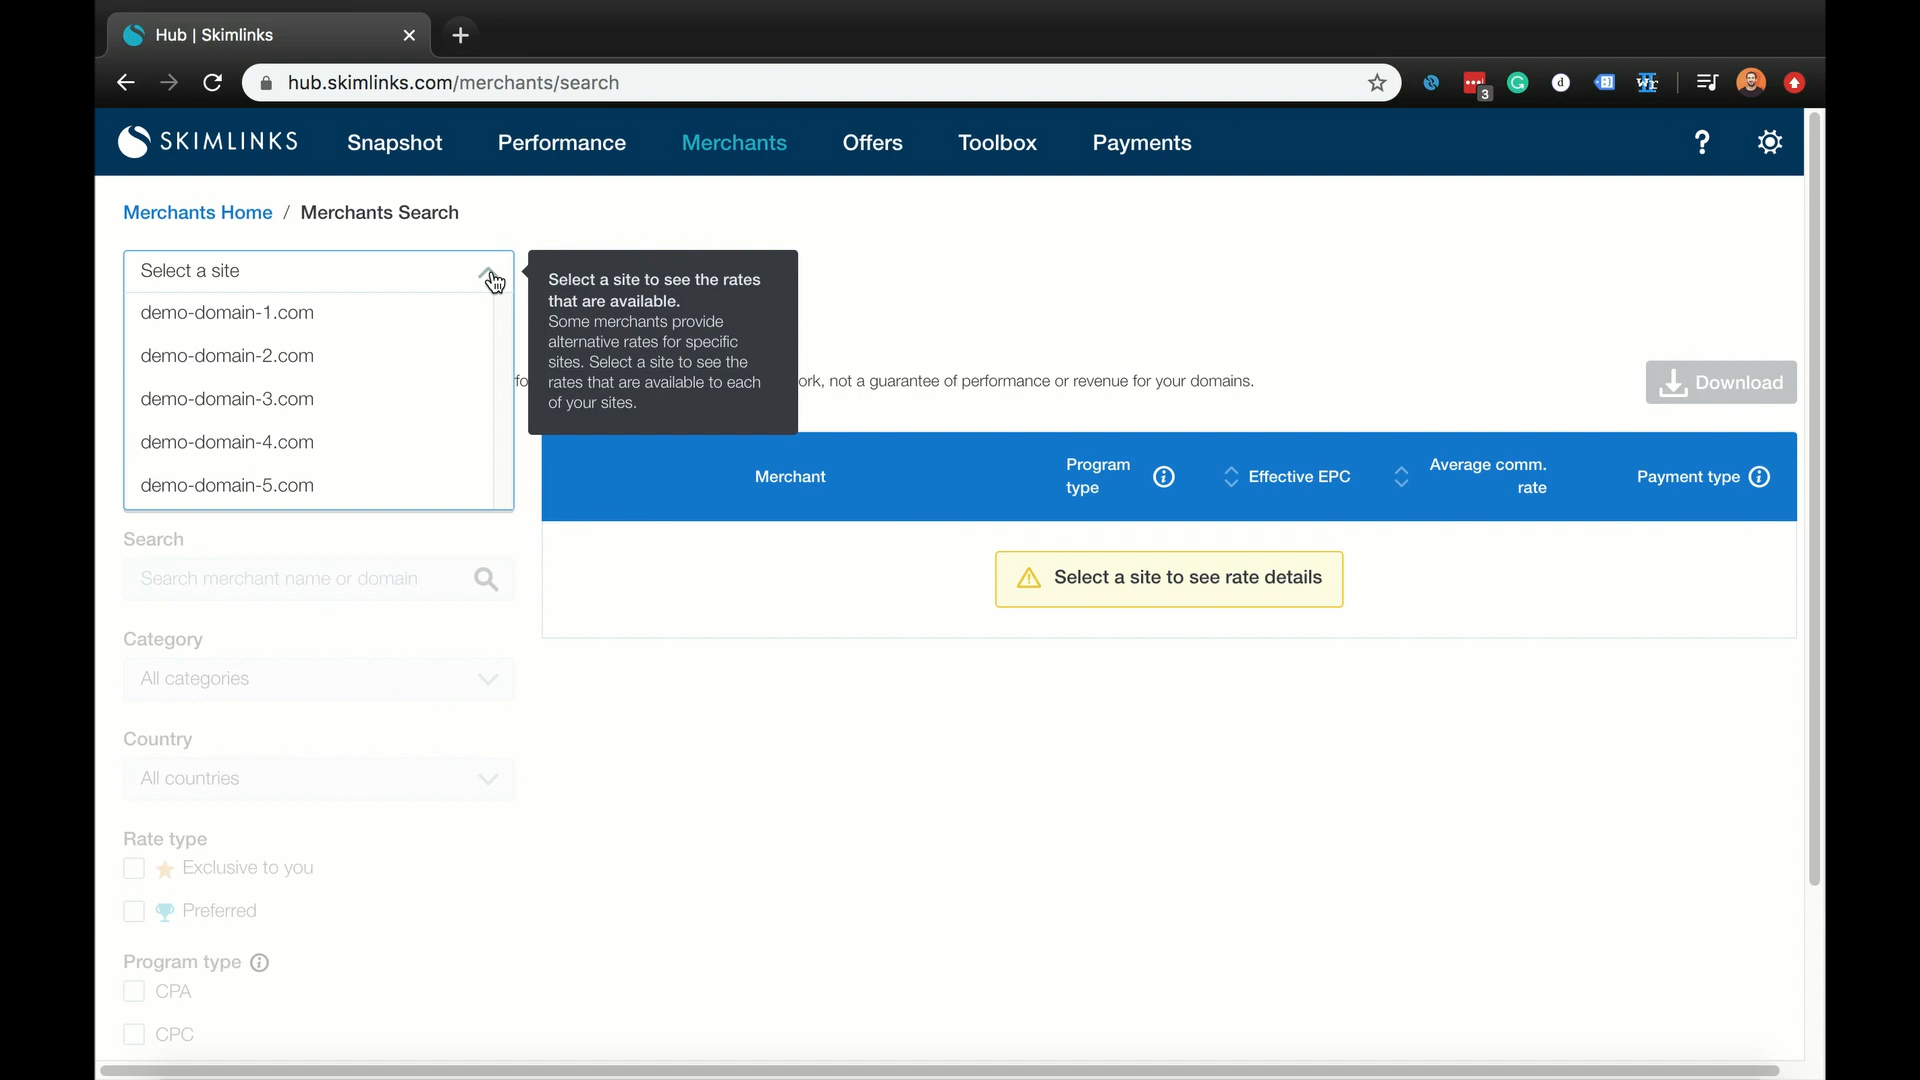 Hub | Skimlinks
hub.skimlinks.com/merchants/search
3
G
d
Wr
SKIMLINKS
Snapshot
Performance
Merchants
Offers
Toolbox
Payments
?
Merchants Home / Merchants Search
Select a site
demo-domain-1.com
demo-domain-2.com
demo-domain-3.com
demo-domain-4.com
demo-domain-5.com
Select a site to see the rates
that are available.
Some merchants provide
alternative rates for specific
sites. Select a site to see the
rates that are available to each
of your sites.
not a guarantee of performance or revenue for your domains.
Download
Merchant
Program
type
Effective EPC
Average comm.
rate
Payment type
Select a site to see rate details
Search
Search merchant name or domain
Category
All categories
Country
All countries
Rate type
Exclusive to you
Preferred
Program type
CPA
CPC